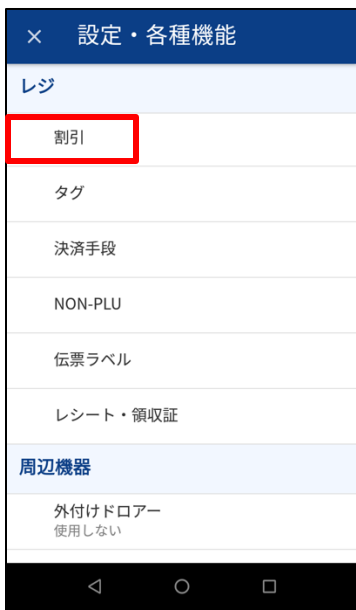 × 設定・各種機能
レジ
割引
タグ
決済手段
NON-PLU
伝票ラベル
レシート・領収証
周辺機器
外付けドロアー
使用しない